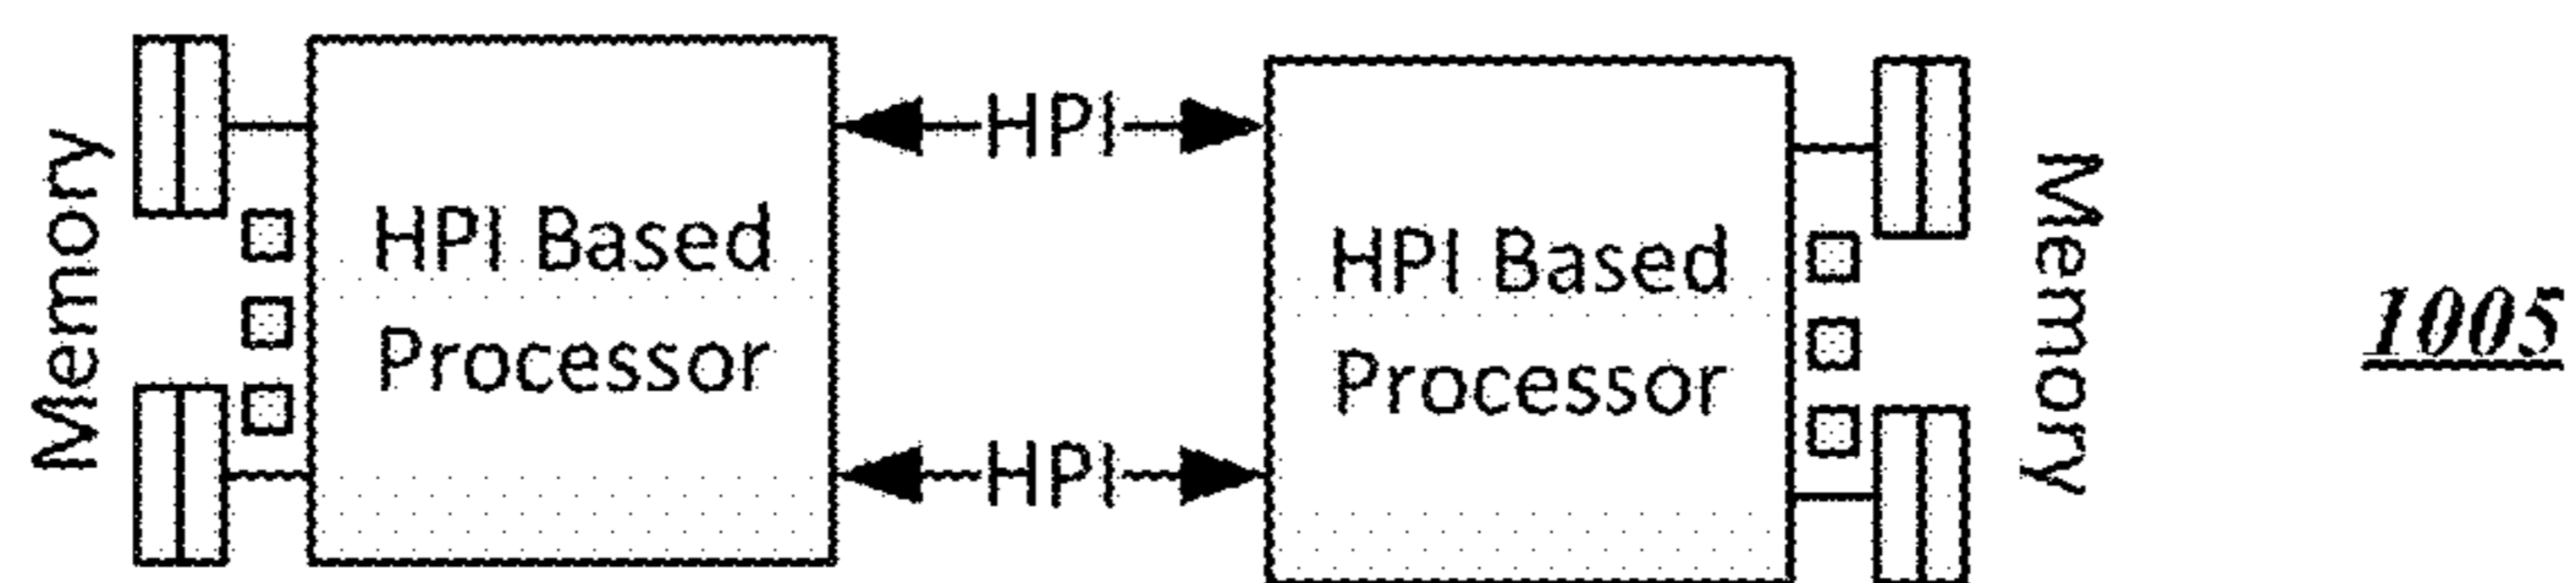 Memory
HPI Based
Processor
HPI
HPI
HPI Based
Processor
Memory
1005